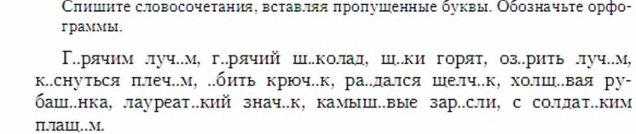 Спишите словосочетания, вставляя пропущенные буквы. Обозначьте орфо-
граммы.
Г..рячим луч..м, г..рячий ш..колад, щ..ки горят, оз..рить луч..м,
к..снуться плеч..м, ..бить крюч..к, ра..дался щелч..к, холщ..вая ру-
баш..нка, лауреат..кий знач..к, камыш..вые зар..сли, с солдат..ким
плащ..м.